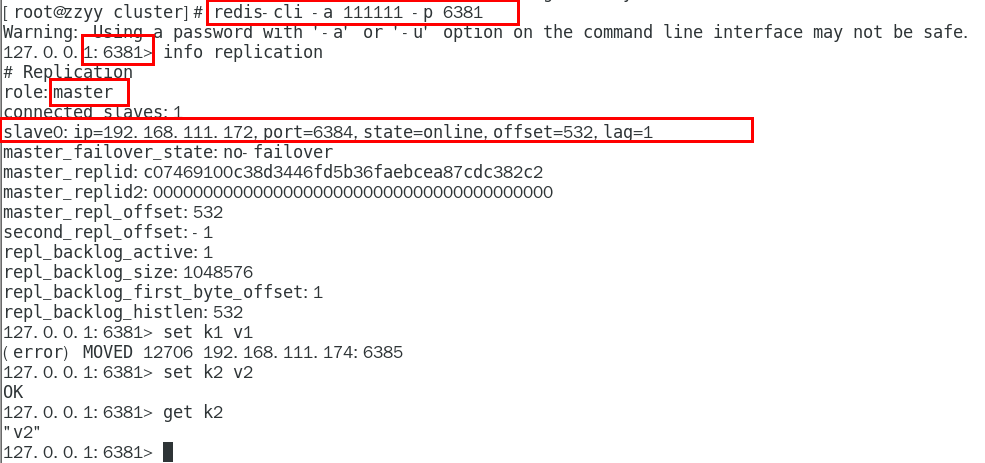 [root@zzyy cluster]# redis-cli -a 111111 -p 6381
Warning: Using a password with '-a' or '-u' option on the command line interface may not be safe.
127.0.0.1:6381> info replication
# Replication
role:master
connected_slaves:1
slave0:ip=192.168.111.172,port=6384,state=online,offset=532,lag=1
master_failover_state:no-failover
master_replid:c07469100c38d3446fd5b36faebcea87cdc382c2
master_replid2:0000000000000000000000000000000000000000
master_repl_offset:532
second_repl_offset:-1
repl_backlog_active:1
repl_backlog_size:1048576
repl_backlog_first_byte_offset:1
repl_backlog_histlen:532
127.0.0.1:6381> set k1 v1
(error) MOVED 12706 192.168.111.174:6385
127.0.0.1:6381> set k2 v2
OK
127.0.0.1:6381> get k2
"v2"
127.0.0.1:6381>